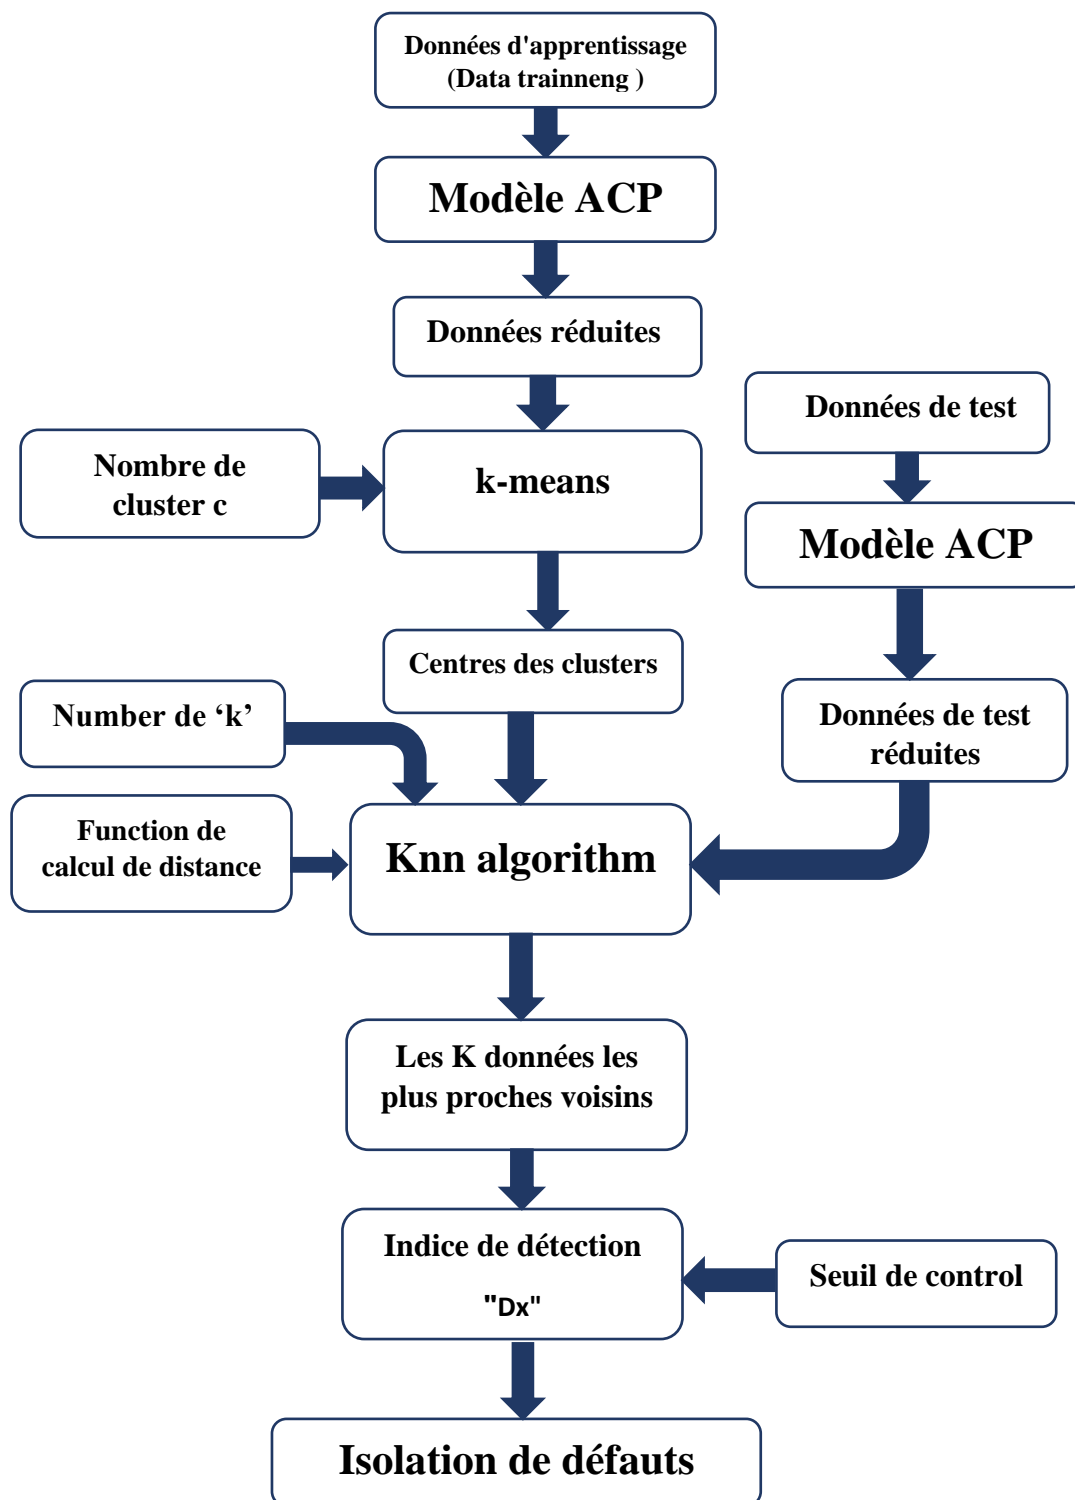 Données d'apprentissage
(Data trainneng )
Modèle ACP
Données réduites
Données de test
Nombre de
cluster c
k-means
Modèle ACP
Centres des clusters
Number de ‘k’
Données de test
réduites
Function de
calcul de distance
Knn algorithm
Les K données les
plus proches voisins
Indice de détection
"Dx"
Seuil de control
Isolation de défauts